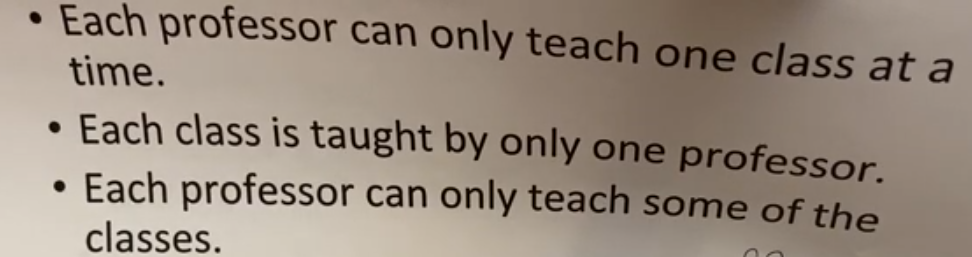 • Each professor can only teach one class at a
time.
• Each class is taught by only one professor.
• Each professor can only teach some of the
classes.